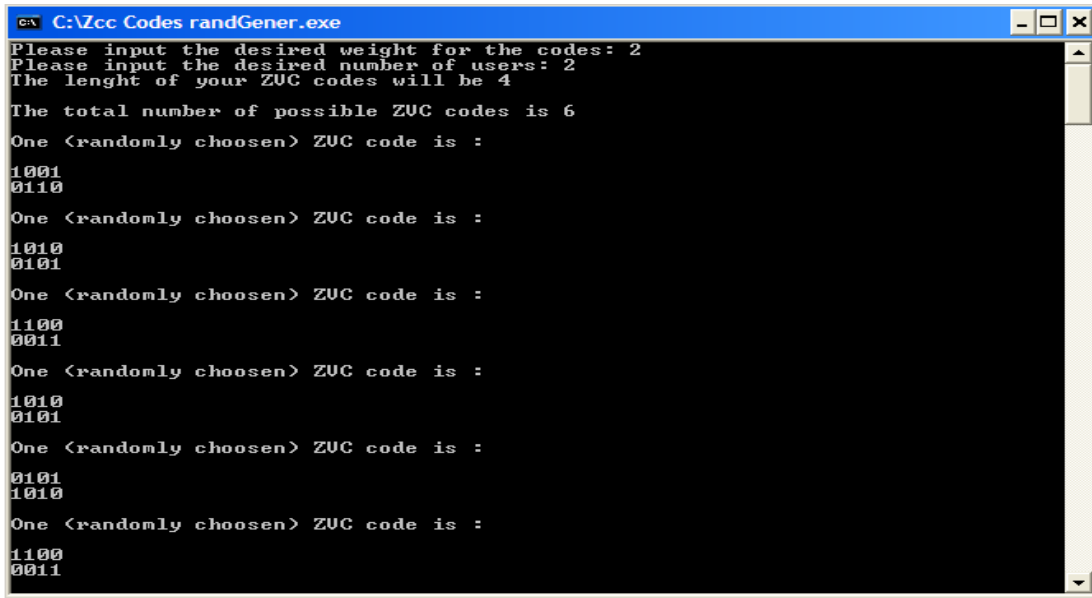 C:\Zcc Codes randGener.exe
Please input the desired weight for the codes: 2
Please input the desired number of users: 2
The lenght of your ZVC codes will be 4
The total number of possible ZVC codes is 6
One (randomly choosen) ZVC code is :
1001
0110
One (randomly choosen) ZVC code is :
1010
0101
One (randomly choosen) ZVC code is :
1100
0011
One (randomly choosen) ZVC code is :
1010
0101
One (randomly choosen) ZVC code is :
0101
1010
One (randomly choosen) ZVC code is :
1100
0011